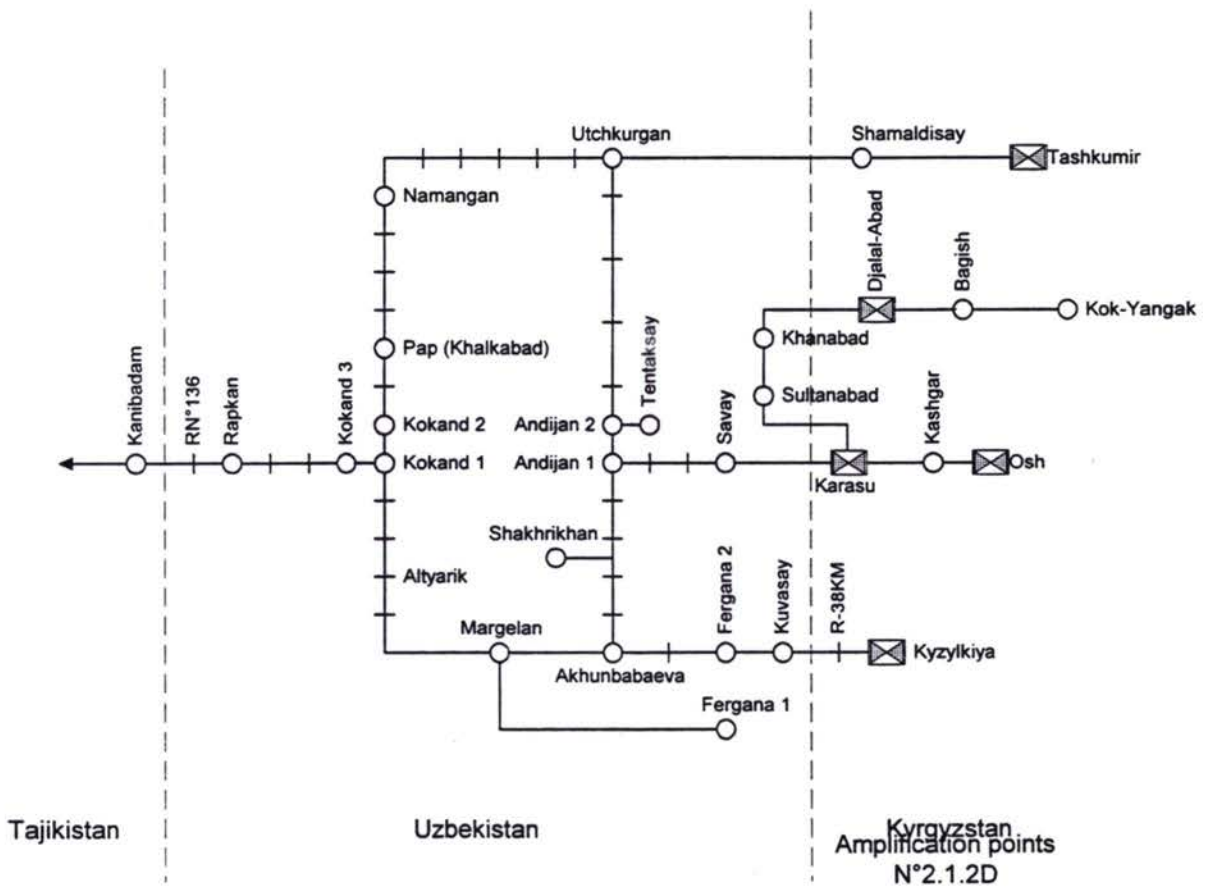 Utchkurgan
Shamaldisay
Tashkumir
Namangan
Djalal-Abad
Bagish
Kok-Yangak
Khanabad
Pap (Khalkabad)
Tentaksay
Sultanabad
Kanibadam
RN°136
Rapkan
Kokand 3
Kokand 2
Andijan 2
Savay
Kashgar
Kokand 1
Andijan 1
Karasu
Osh
Shakhrikhan
Altyarik
Fergana 2
Kuvasay
R-38KM
Margelan
Kyzylkiya
Akhunbabaeva
Fergana 1
Tajikistan
Uzbekistan
Kyrgyzstan
Amplification points
N°2.1.2D